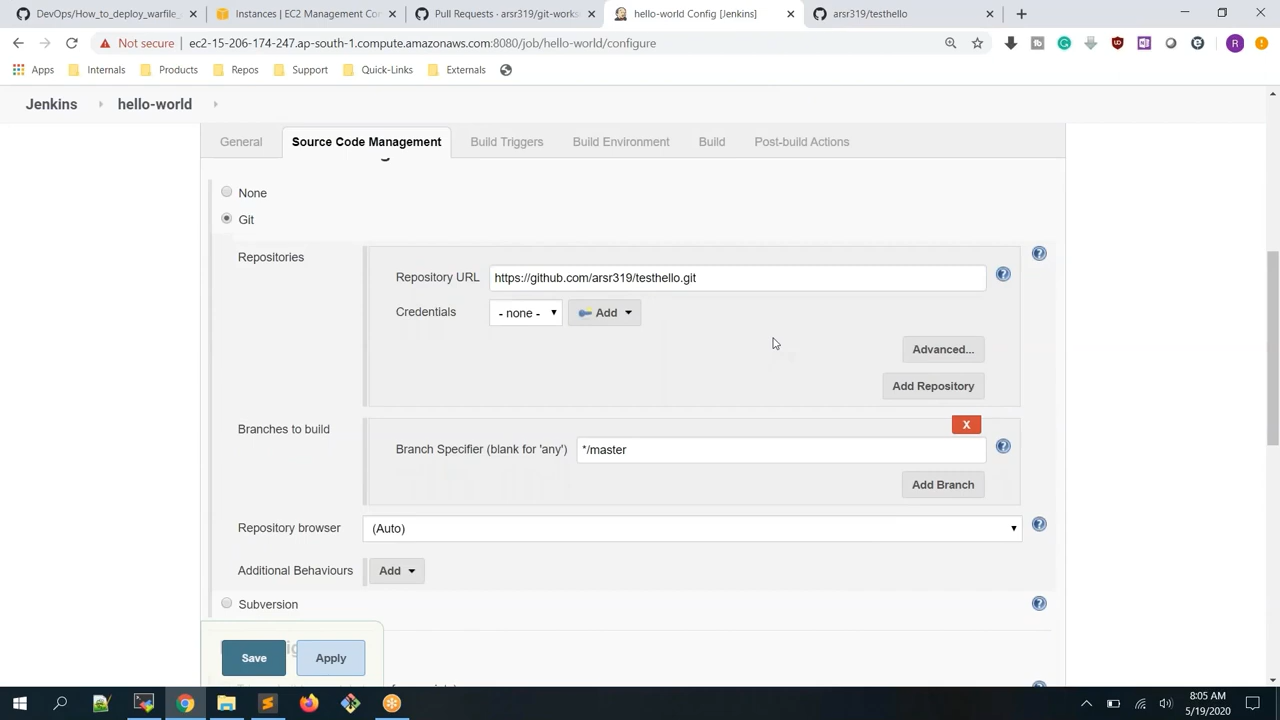 DevOps/How_to_deploy_warfile_
Instances | EC2 Management Co
Pull Requests · arsr319/git-works
hello-world Config [Jenkins]
arsr319/testhello
Not secure | ec2-15-206-174-247.ap-south-1.compute.amazonaws.com:8080/job/hello-world/configure
Apps Internals Products Repos Support Quick-Links Externals
Jenkins hello-world
General Source Code Management Build Triggers Build Environment Build Post-build Actions
None
Git
Repositories
Repository URL https://github.com/arsr319/testhello.git
Credentials - none - Add
Advanced...
Add Repository
X
Branches to build
Branch Specifier (blank for 'any') */master
Add Branch
Repository browser (Auto)
Additional Behaviours Add
Subversion
Save Apply
8:05 AM
5/19/2020